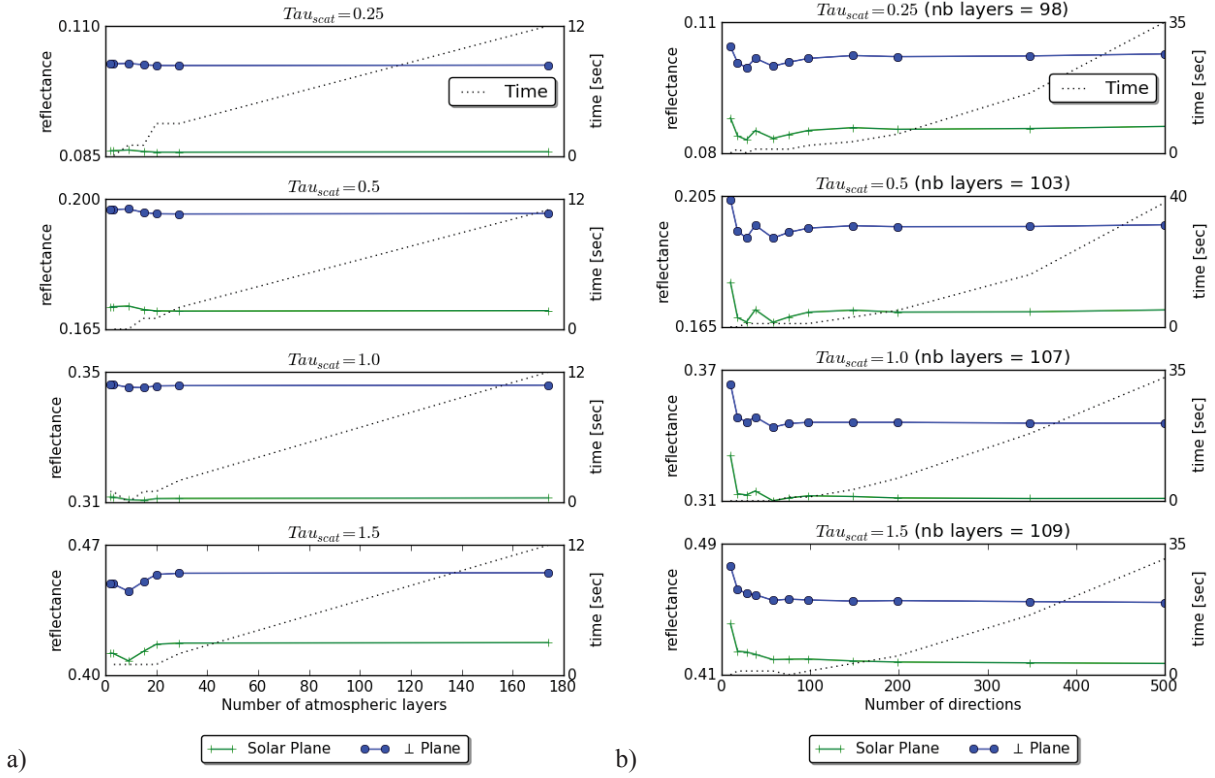 Tau_scat=0.25
0.110
0.085
reflectance
Time
12
0
time [sec]
Tau_scat=0.5
0.200
0.165
reflectance
12
0
time [sec]
Tau_scat=1.0
0.35
0.31
reflectance
12
0
time [sec]
Tau_scat=1.5
0.47
0.40
reflectance
12
0
time [sec]
0 20 40 60 80 100 120 140 160 180
Number of atmospheric layers
Solar Plane ⊥ Plane
a)
Tau_scat=0.25 (nb layers = 98)
0.11
0.08
reflectance
Time
35
0
time [sec]
Tau_scat=0.5 (nb layers = 103)
0.205
0.165
reflectance
40
0
time [sec]
Tau_scat=1.0 (nb layers = 107)
0.37
0.31
reflectance
35
0
time [sec]
Tau_scat=1.5 (nb layers = 109)
0.49
0.41
reflectance
35
0
time [sec]
0 100 200 300 400 500
Number of directions
Solar Plane ⊥ Plane
b)